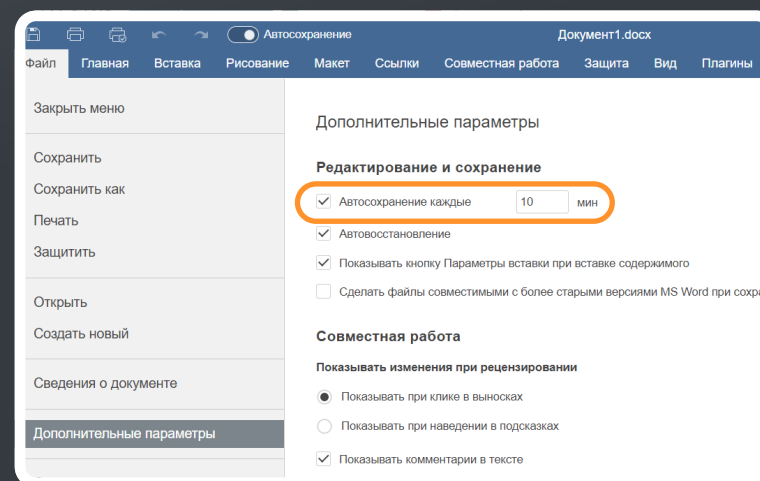 Автосохранение
Документ1.docx
Файл Главная Вставка Рисование Макет Ссылки Совместная работа Защита Вид Плагины
Закрыть меню
Сохранить
Сохранить как
Печать
Защитить
Открыть
Создать новый
Сведения о документе
Дополнительные параметры
Дополнительные параметры
Редактирование и сохранение
Автосохранение каждые 10 мин
Автовосстановление
Показывать кнопку Параметры вставки при вставке содержимого
Сделать файлы совместимыми с более старыми версиями MS Word при
Совместная работа
Показывать изменения при рецензировании
Показывать при клике в выносках
Показывать при наведении в подсказках
Показывать комментарии в тексте